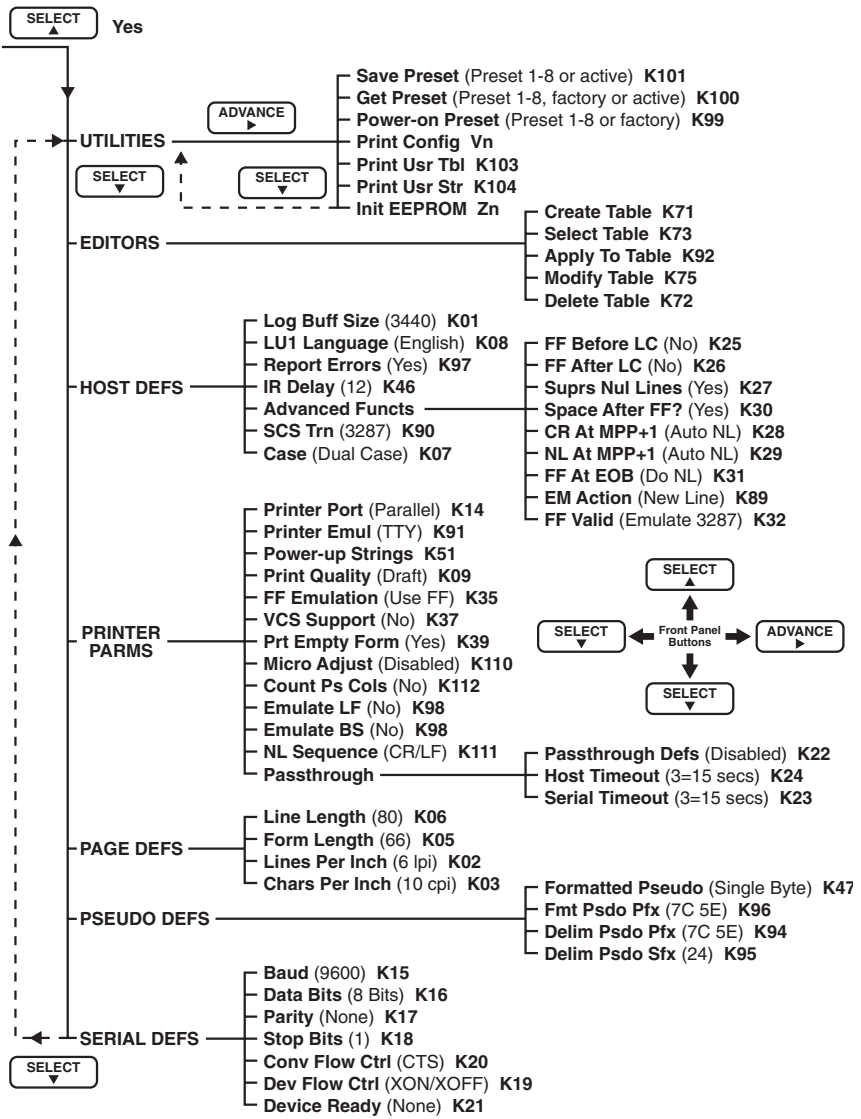 SELECT Yes
Save Preset (Preset 1-8 or active) K101
Get Preset (Preset 1-8, factory or active) K100
Power-on Preset (Preset 1-8 or factory) K99
ADVANCE
UTILITIES
Print Config Vn
Print Usr Tbl K103
Print Usr Str K104
Init EEPROM Zn
SELECT
SELECT
EDITORS
Create Table K71
Select Table K73
Apply To Table K92
Modify Table K75
Delete Table K72
HOST DEFS
Log Buff Size (3440) K01
LU1 Language (English) K08
Report Errors (Yes) K97
IR Delay (12) K46
Advanced Functs
SCS Trn (3287) K90
Case (Dual Case) K07
FF Before LC (No) K25
FF After LC (No) K26
Suprs Nul Lines (Yes) K27
Space After FF? (Yes) K30
CR At MPP+1 (Auto NL) K28
NL At MPP+1 (Auto NL) K29
FF At EOB (Do NL) K31
EM Action (New Line) K89
FF Valid (Emulate 3287) K32
PRINTER
PARMS
Printer Port (Parallel) K14
Printer Emul (TTY) K91
Power-up Strings K51
Print Quality (Draft) K09
FF Emulation (Use FF) K35
VCS Support (No) K37
Prt Empty Form (Yes) K39
Micro Adjust (Disabled) K110
Count Ps Cols (No) K112
Emulate LF (No) K98
Emulate BS (No) K98
NL Sequence (CR/LF) K111
Passthrough
SELECT
SELECT
Front Panel
Buttons
ADVANCE
SELECT
Passthrough Defs (Disabled) K22
Host Timeout (3=15 secs) K24
Serial Timeout (3=15 secs) K23
PAGE DEFS
Line Length (80) K06
Form Length (66) K05
Lines Per Inch (6 lpi) K02
Chars Per Inch (10 cpi) K03
PSEUDO DEFS
Formatted Pseudo (Single Byte) K47
Fmt Psdo Pfx (7C 5E) K96
Delim Psdo Pfx (7C 5E) K94
Delim Psdo Sfx (24) K95
SERIAL DEFS
Baud (9600) K15
Data Bits (8 Bits) K16
Parity (None) K17
Stop Bits (1) K18
Conv Flow Ctrl (CTS) K20
Dev Flow Ctrl (XON/XOFF) K19
Device Ready (None) K21
SELECT